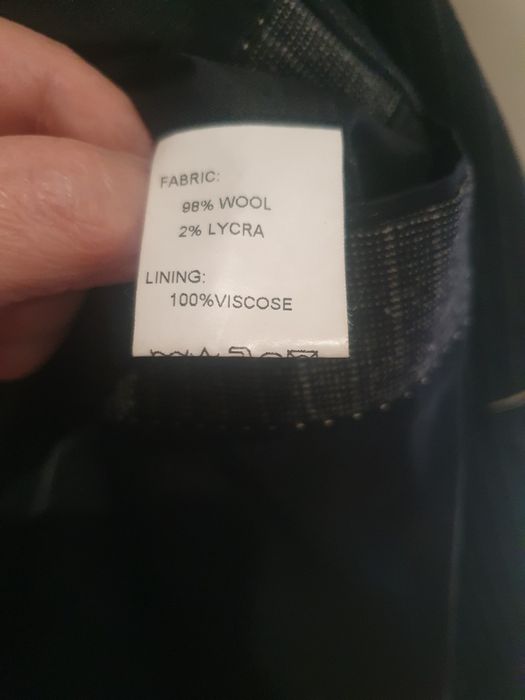 FABRIC:
98% WOOL
2% LYCRA
LINING:
100%VISCOSE